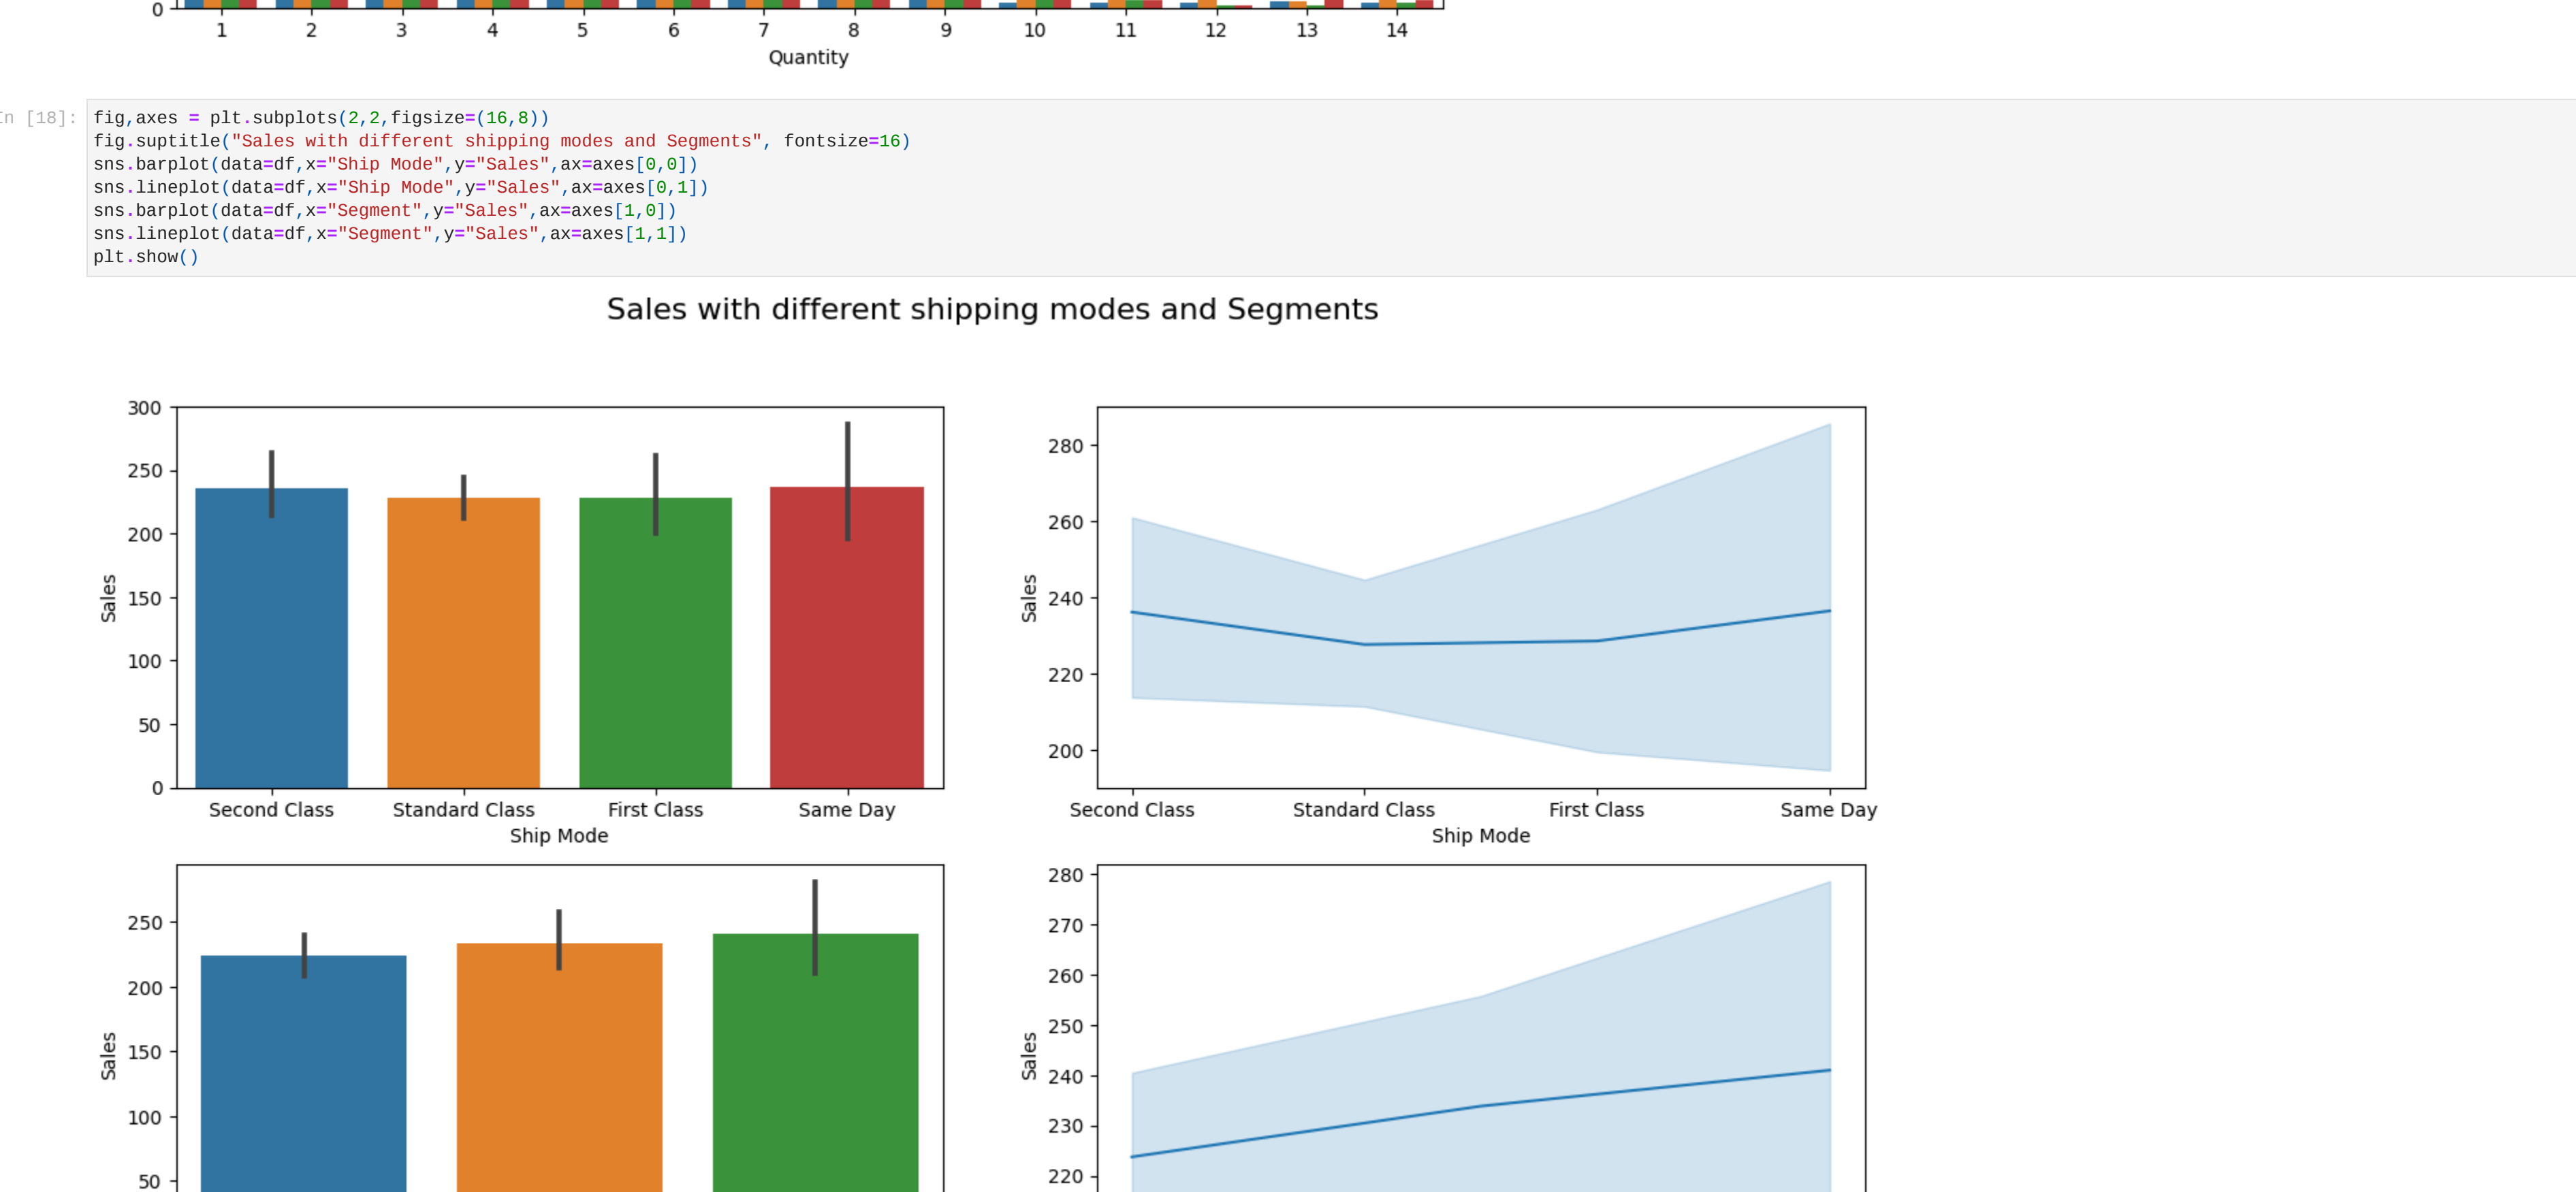 0
1 2 3 4 5 6 7 8 9 10 11 12 13 14
Quantity
n [18]:
fig,axes = plt.subplots(2,2,figsize=(16,8))
fig.suptitle("Sales with different shipping modes and Segments", fontsize=16)
sns.barplot(data=df,x="Ship Mode",y="Sales",ax=axes[0,0])
sns.lineplot(data=df,x="Ship Mode",y="Sales",ax=axes[0,1])
sns.barplot(data=df,x="Segment",y="Sales",ax=axes[1,0])
sns.lineplot(data=df,x="Segment",y="Sales",ax=axes[1,1])
plt.show()
Sales with different shipping modes and Segments
300
250
200
150
100
50
0
Sales
Second Class Standard Class First Class Same Day
Ship Mode
280
260
240
220
200
Sales
Second Class Standard Class First Class Same Day
Ship Mode
250
200
150
100
50
Sales
280
270
260
250
240
230
220
Sales